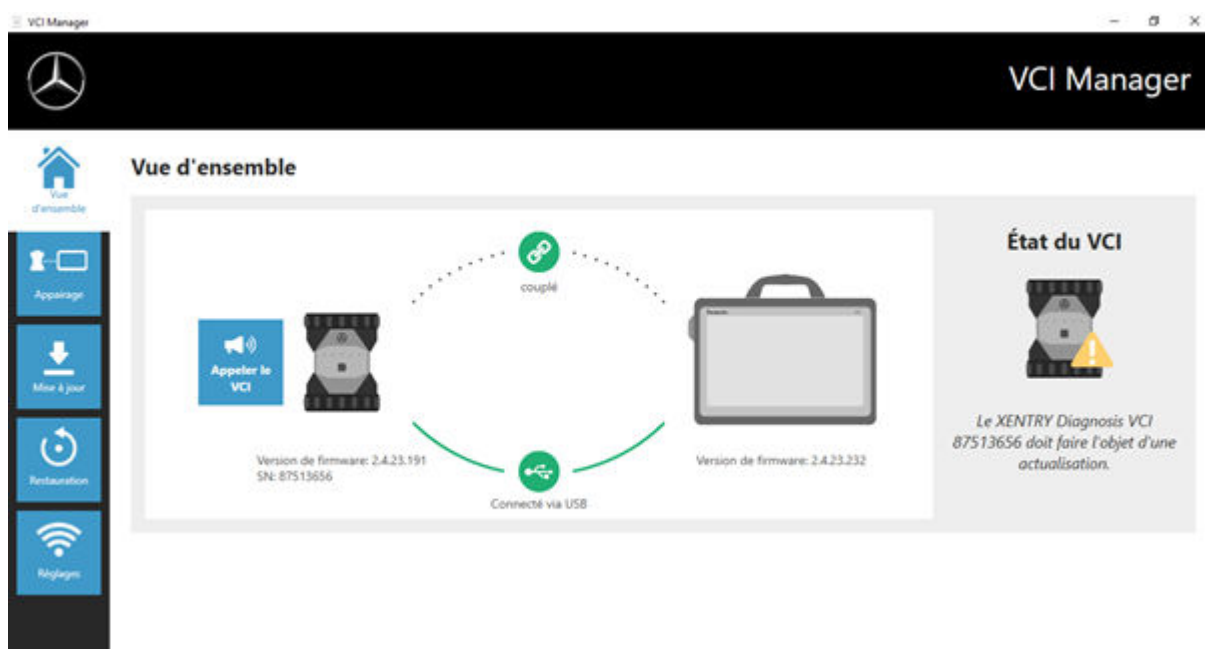 VCI Manager
VCI Manager
Vue
d'ensemble
Appairage
Mise à jour
Restauration
Réglages
Vue d'ensemble
couplé
Appeler le
VCI
Version de firmware: 2.4.23.191
SN: 87513656
Connecté via USB
Version de firmware: 2.4.23.232
État du VCI
Le XENTRY Diagnosis VCI
87513656 doit faire l'objet d'une
actualisation.